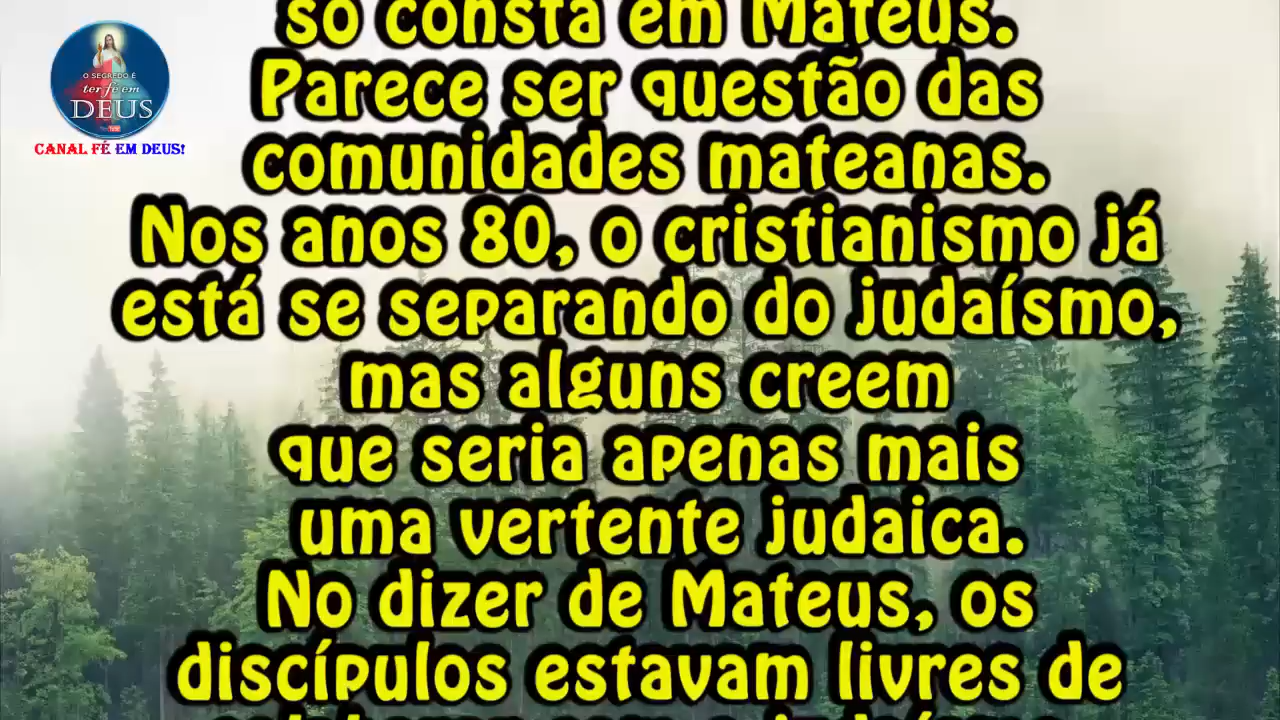 O SEGREDO É
ter fé em
DEUS
CANAL FÉ EM DEUS!
só consta em Mateus.
Parece ser questão das
comunidades mateanas.
Nos anos 80, o cristianismo já
está se separando do judaísmo,
mas alguns creem
que seria apenas mais
uma vertente judaica.
No dizer de Mateus, os
discípulos estavam livres de